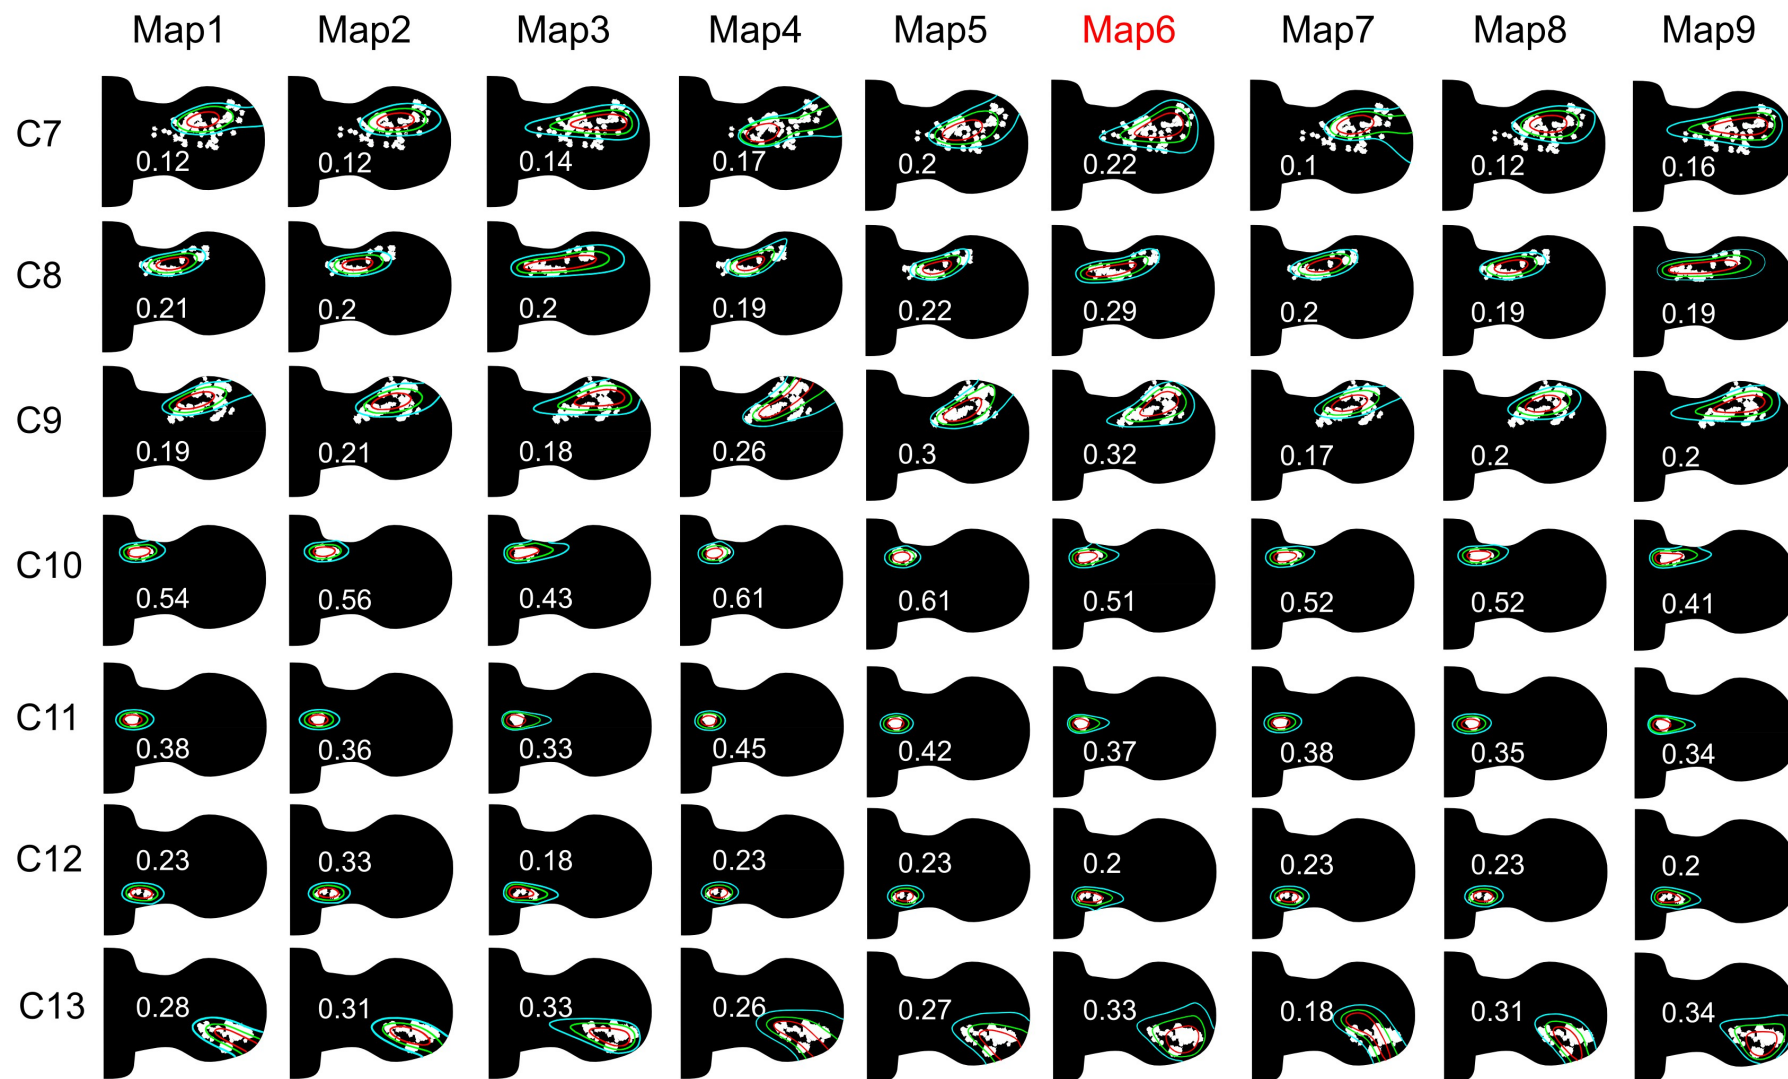 Map1 Map2 Map3 Map4 Map5 Map6 Map7 Map8 Map9
C7 0.12 0.12 0.14 0.17 0.2 0.22 0.1 0.12 0.16
C8 0.21 0.2 0.2 0.19 0.22 0.29 0.2 0.19 0.19
C9 0.19 0.21 0.18 0.26 0.3 0.32 0.17 0.2 0.2
C10 0.54 0.56 0.43 0.61 0.61 0.51 0.52 0.52 0.41
C11 0.38 0.36 0.33 0.45 0.42 0.37 0.38 0.35 0.34
C12 0.23 0.33 0.18 0.23 0.23 0.2 0.23 0.23 0.2
C13 0.28 0.31 0.33 0.26 0.27 0.33 0.18 0.31 0.34